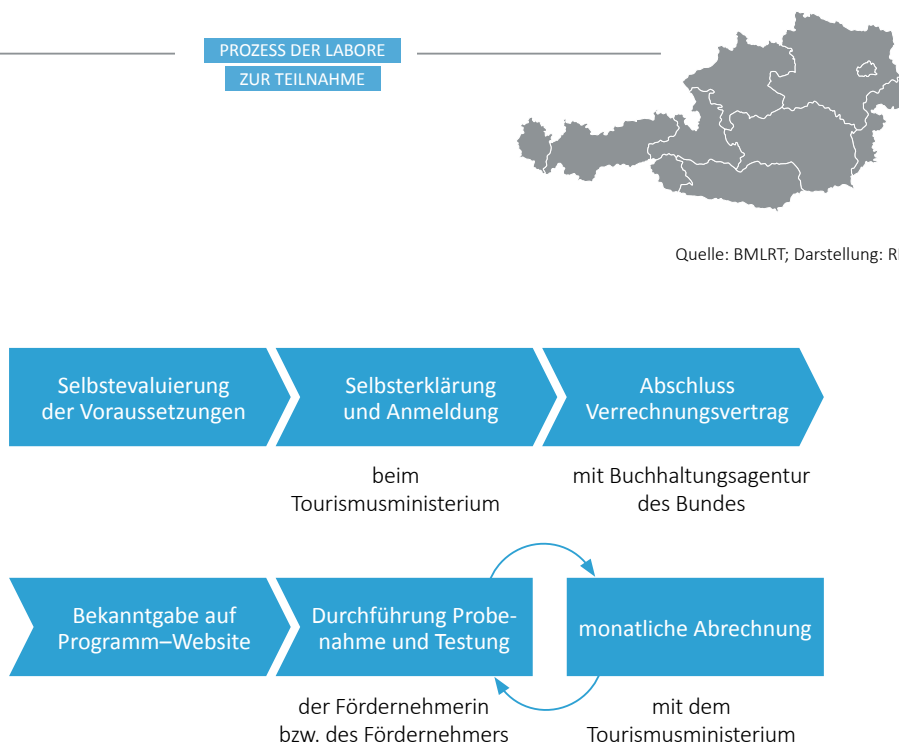 PROZESS DER LABORE
ZUR TEILNAHME
Quelle: BMLRT; Darstellung:
Selbstevaluierung
der Voraussetzungen
Selbsterklärung
und Anmeldung
Abschluss
Verrechnungsvertrag
beim
Tourismusministerium
mit Buchhaltungsagentur
des Bundes
Bekanntgabe auf
Programm–Website
Durchführung Probe-
nahme und Testung
monatliche Abrechnung
der Fördernehmerin
bzw. des Fördernehmers
mit dem
Tourismusministerium